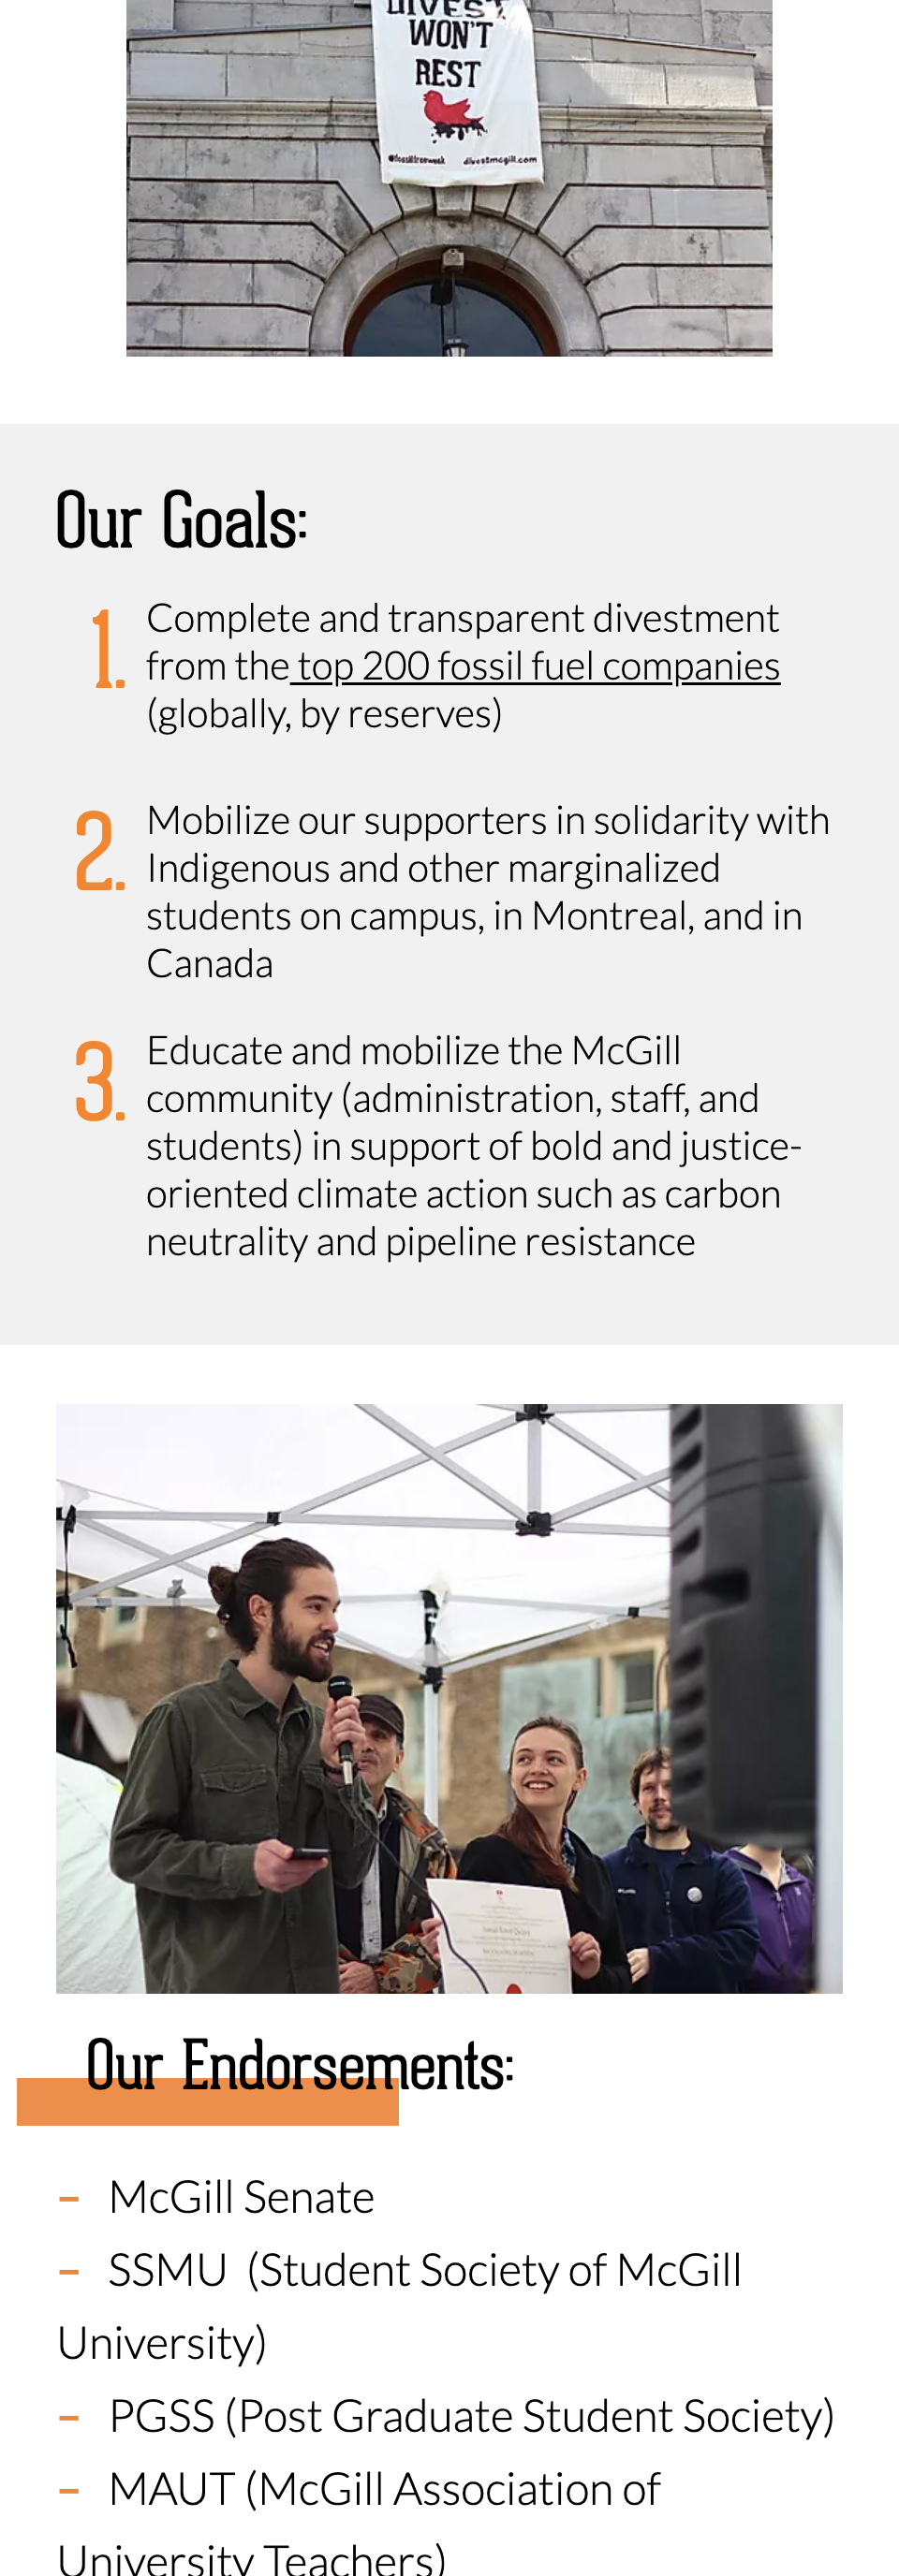 DIVEST
WON'T
REST
@fossilfreeweek divestmcgill.com
Our Goals:
1. Complete and transparent divestment
from the top 200 fossil fuel companies
(globally, by reserves)
2. Mobilize our supporters in solidarity with
Indigenous and other marginalized
students on campus, in Montreal, and in
Canada
3. Educate and mobilize the McGill
community (administration, staff, and
students) in support of bold and justice-
oriented climate action such as carbon
neutrality and pipeline resistance
Our Endorsements:
- McGill Senate
- SSMU (Student Society of McGill
University)
- PGSS (Post Graduate Student Society)
- MAUT (McGill Association of
University Teachers)